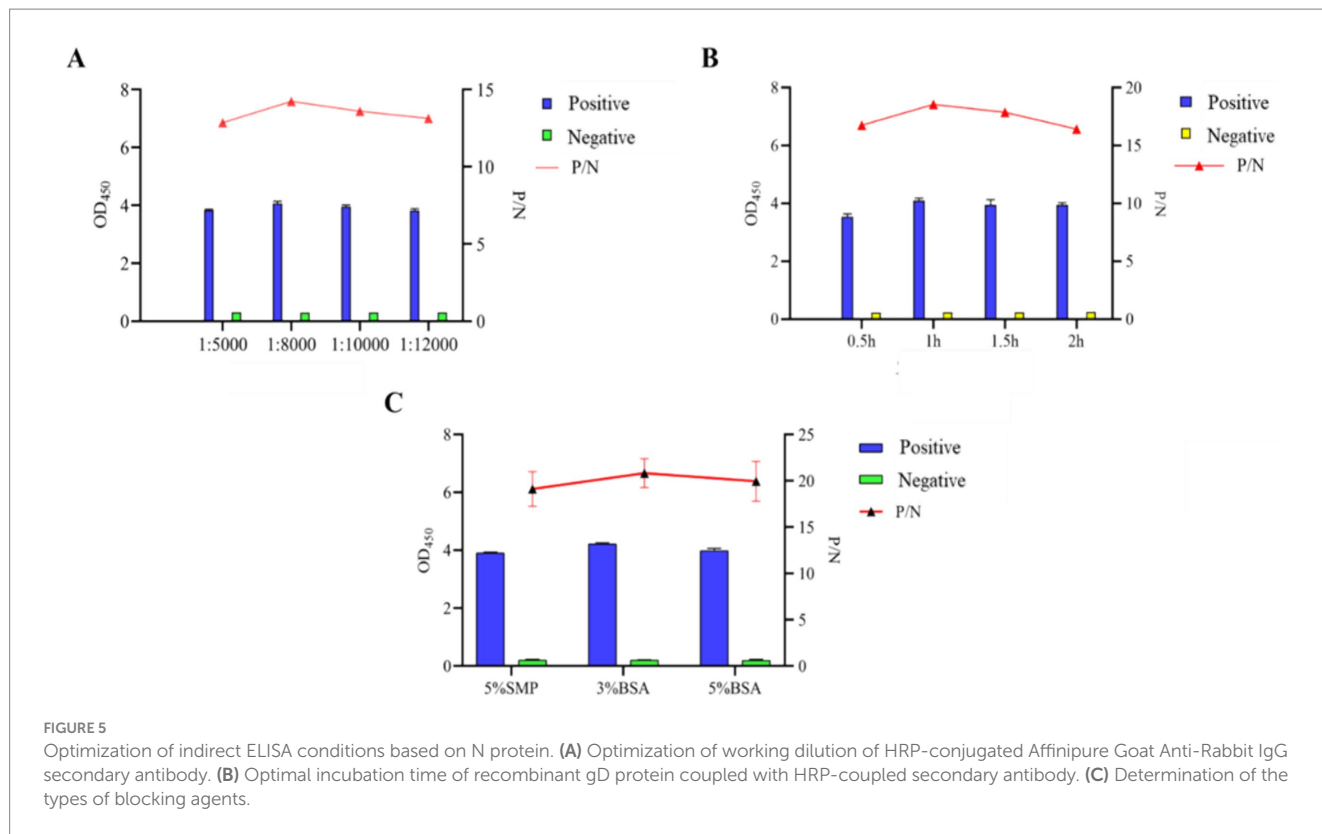 A
8
6
4
2
0
OD450
15
10
5
0
P/N
1:5000 1:8000 1:10000 1:12000
Positive
Negative
P/N
B
8
6
4
2
0
OD450
20
15
10
5
0
P/N
0.5h 1h 1.5h 2h
Positive
Negative
P/N
C
8
6
4
2
0
OD450
25
20
15
10
5
0
P/N
5%SMP 3%BSA 5%BSA
Positive
Negative
P/N
FIGURE 5
Optimization of indirect ELISA conditions based on N protein. (A) Optimization of working dilution of HRP-conjugated Affinipure Goat Anti-Rabbit IgG
secondary antibody. (B) Optimal incubation time of recombinant gD protein coupled with HRP-coupled secondary antibody. (C) Determination of the
types of blocking agents.